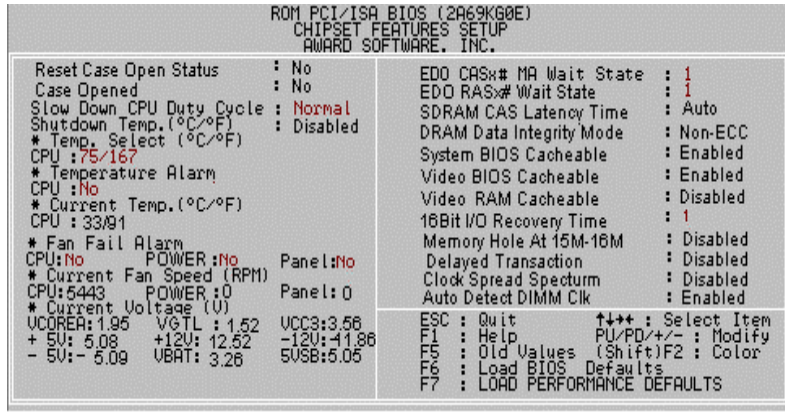 ROM PCI/ISA BIOS (2A69KG0E)
CHIPSET FEATURES SETUP
AWARD SOFTWARE. INC.
Reset Case Open Status : No
Case Opened : No
Slow Down CPU Duty Cycle : Normal
Shutdown Temp.(°C/°F) : Disabled
* Temp. Select (°C/°F)
CPU :75/167
* Temperature Alarm
CPU :No
* Current Temp.(°C/°F)
CPU : 33/91
* Fan Fail Alarm
CPU:No POWER :No Panel:No
* Current Fan Speed (RPM)
CPU:5443 POWER :0 Panel: 0
* Current Voltage (V)
VCOREA: 1.95 VGTL : 1.52 VCC3:3.56
+ 5V: 5.08 +12V: 12.52 -12V:-11.86
- 5V:- 5.09 VBAT: 3.26 5VSB:5.05
EDO CASx# MA Wait State : 1
EDO RASx# Wait State : 1
SDRAM CAS Latency Time : Auto
DRAM Data Integrity Mode : Non-ECC
System BIOS Cacheable : Enabled
Video BIOS Cacheable : Enabled
Video RAM Cacheable : Disabled
16Bit I/O Recovery Time : 1
Memory Hole At 15M-16M : Disabled
Delayed Transaction : Disabled
Clock Spread Specturm : Disabled
Auto Detect DIMM Clk : Enabled
ESC : Quit ↑↓→← : Select Item
F1 : Help PU/PD/+/- : Modify
F5 : Old Values (Shift)F2 : Color
F6 : Load BIOS Defaults
F7 : LOAD PERFORMANCE DEFAULTS